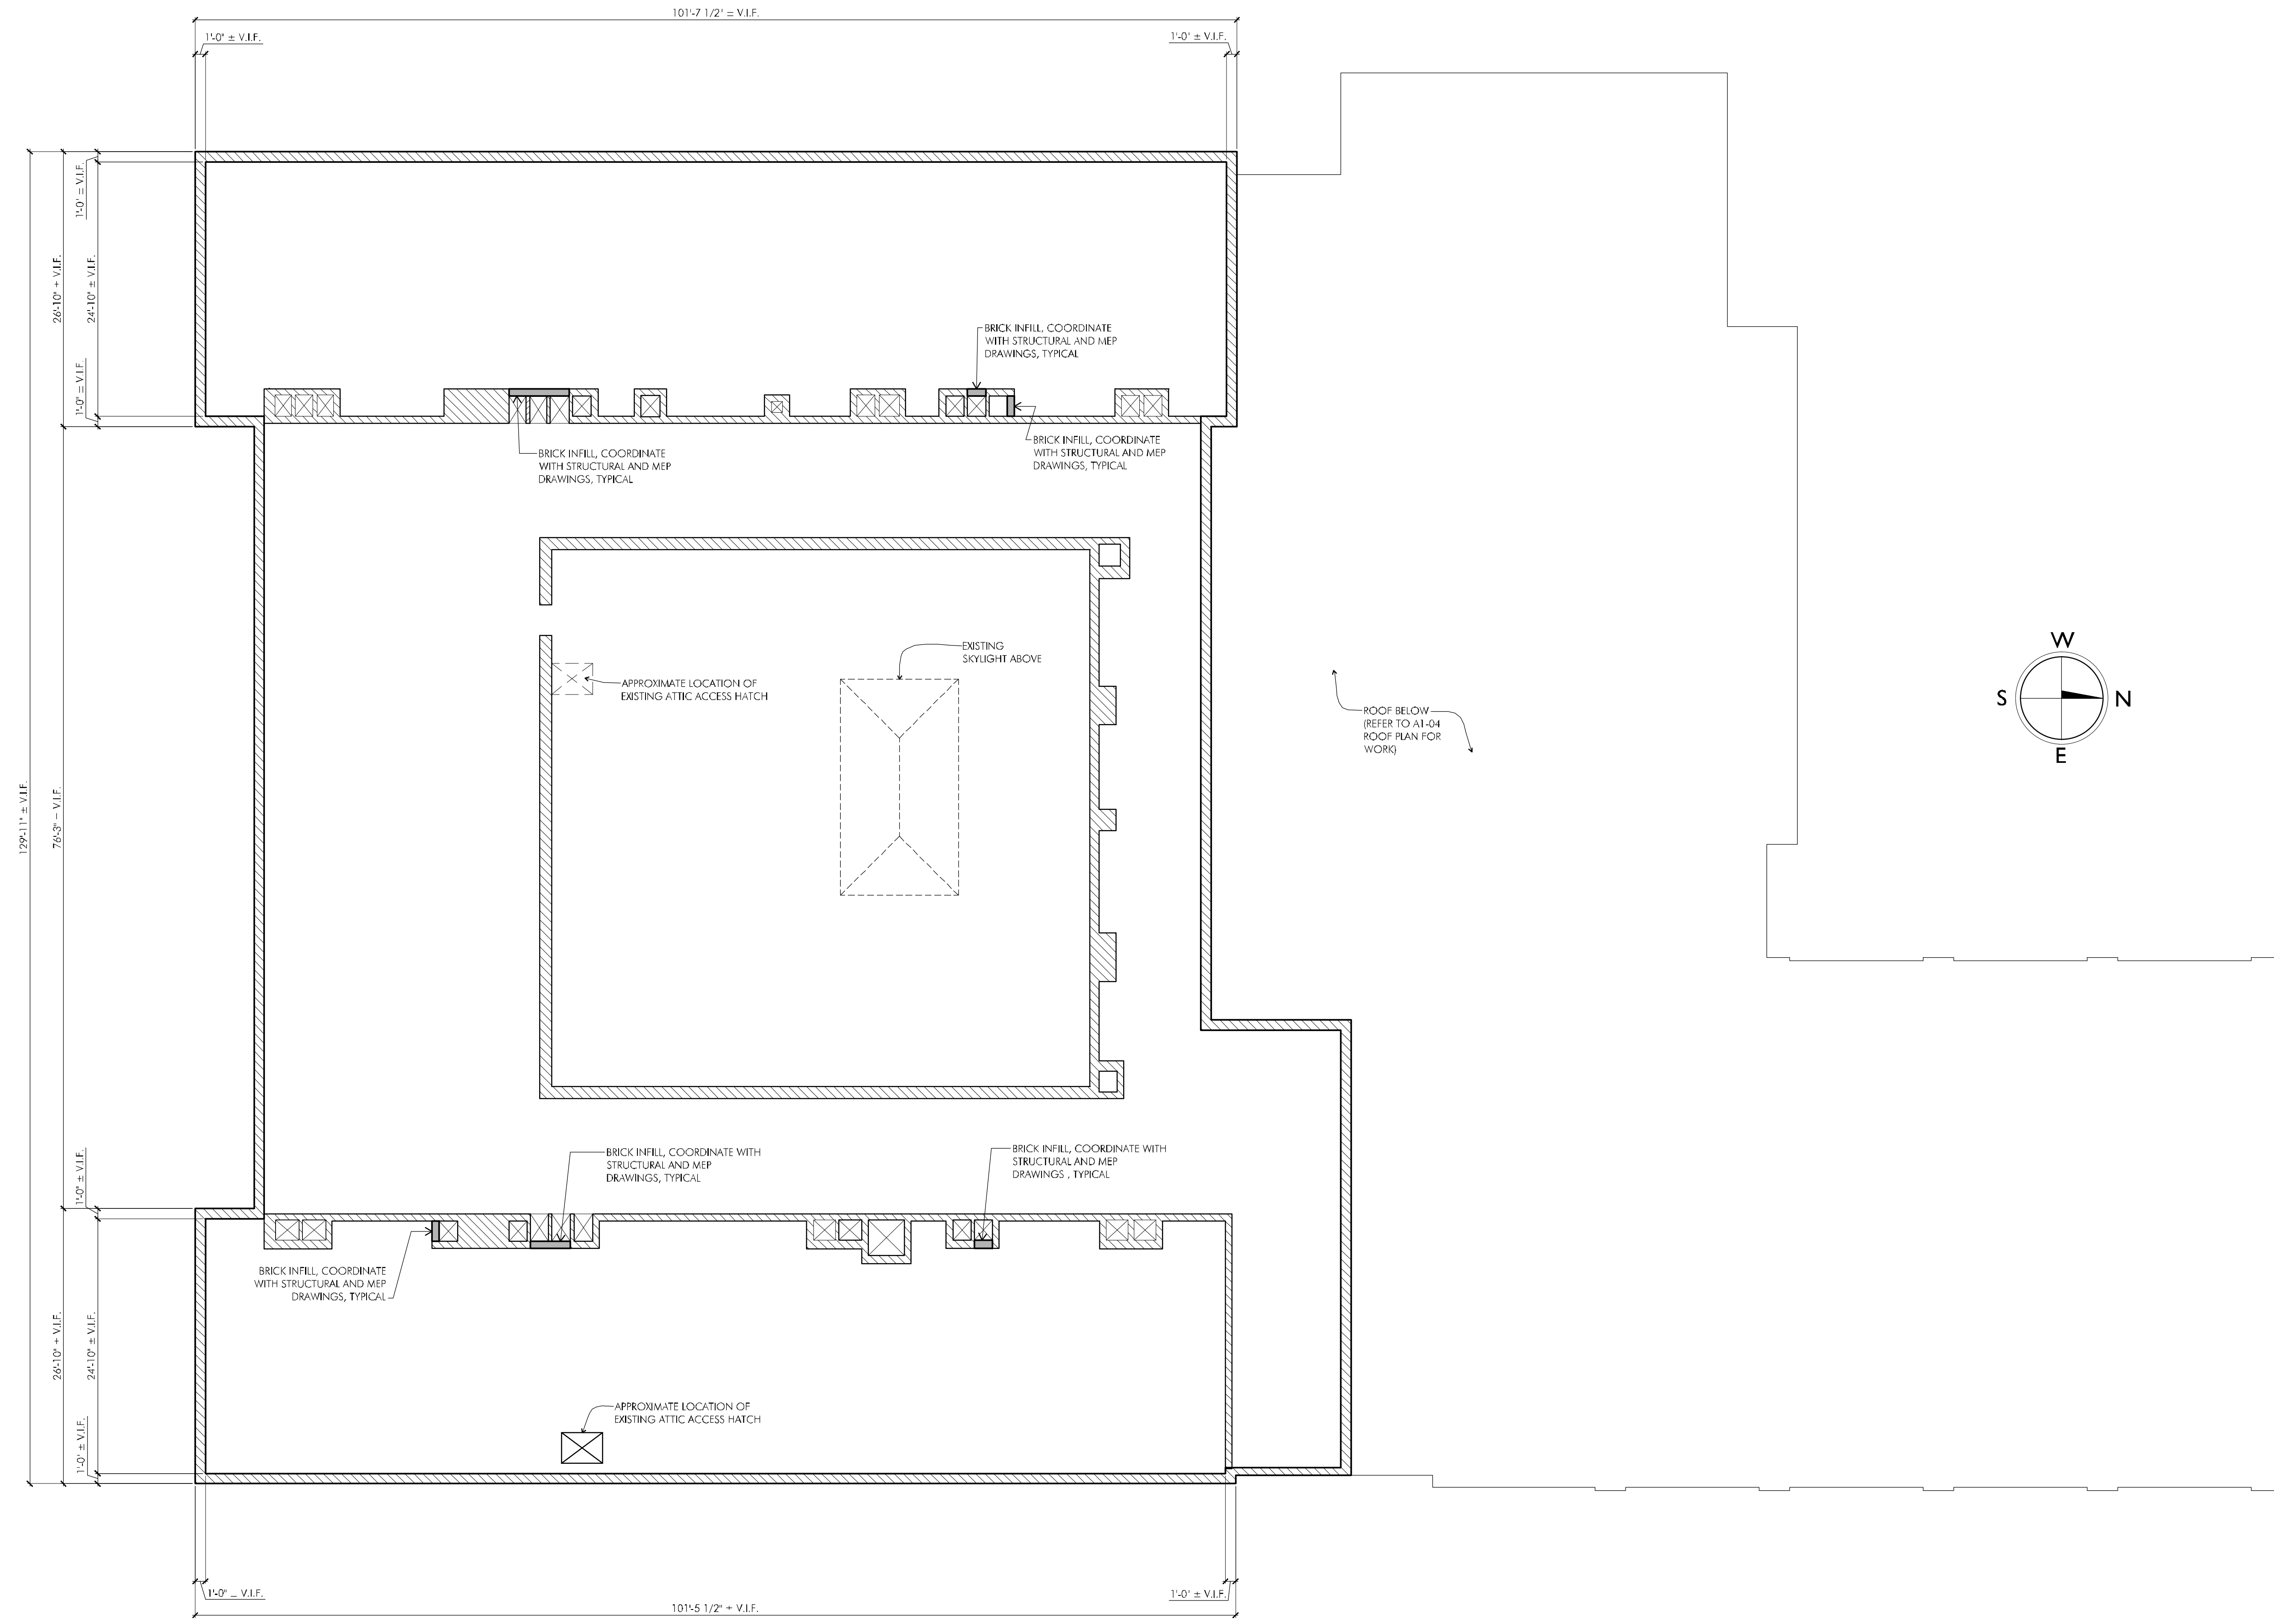 101'-7 1/2" ± V.I.F.
1'-0" ± V.I.F.
1'-0" ± V.I.F.
1'-0" ± V.I.F.
26'-10" ± V.I.F.
24'-10" ± V.I.F.
1'-0" ± V.I.F.
BRICK INFILL, COORDINATE
WITH STRUCTURAL AND MEP
DRAWINGS, TYPICAL
BRICK INFILL, COORDINATE
WITH STRUCTURAL AND MEP
DRAWINGS, TYPICAL
BRICK INFILL, COORDINATE
WITH STRUCTURAL AND MEP
DRAWINGS, TYPICAL
EXISTING
SKYLIGHT ABOVE
APPROXIMATE LOCATION OF
EXISTING ATTIC ACCESS HATCH
ROOF BELOW
(REFER TO A1-04
ROOF PLAN FOR
WORK)
W
S
N
E
129'-11" ± V.I.F.
76'-3" ± V.I.F.
1'-0" ± V.I.F.
BRICK INFILL, COORDINATE WITH
STRUCTURAL AND MEP
DRAWINGS, TYPICAL
BRICK INFILL, COORDINATE WITH
STRUCTURAL AND MEP
DRAWINGS , TYPICAL
BRICK INFILL, COORDINATE
WITH STRUCTURAL AND MEP
DRAWINGS, TYPICAL
26'-10" ± V.I.F.
24'-10" ± V.I.F.
APPROXIMATE LOCATION OF
EXISTING ATTIC ACCESS HATCH
1'-0" ± V.I.F.
1'-0" ± V.I.F.
1'-0" ± V.I.F.
101'-5 1/2" ± V.I.F.